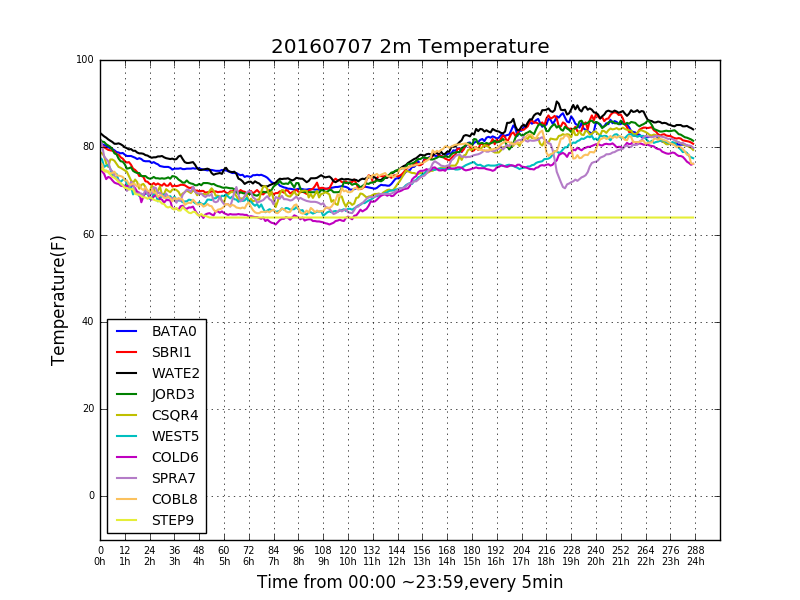 20160707 2m Temperature
Temperature(F)
100
80
60
40
20
0
BATA0
SBRI1
WATE2
JORD3
CSQR4
WEST5
COLD6
SPRA7
COBL8
STEP9
0 12 24 36 48 60 72 84 96 108 120 132 144 156 168 180 192 204 216 228 240 252 264 276 288
0h 1h 2h 3h 4h 5h 6h 7h 8h 9h 10h 11h 12h 13h 14h 15h 16h 17h 18h 19h 20h 21h 22h 23h 24h
Time from 00:00 ~23:59,every 5min